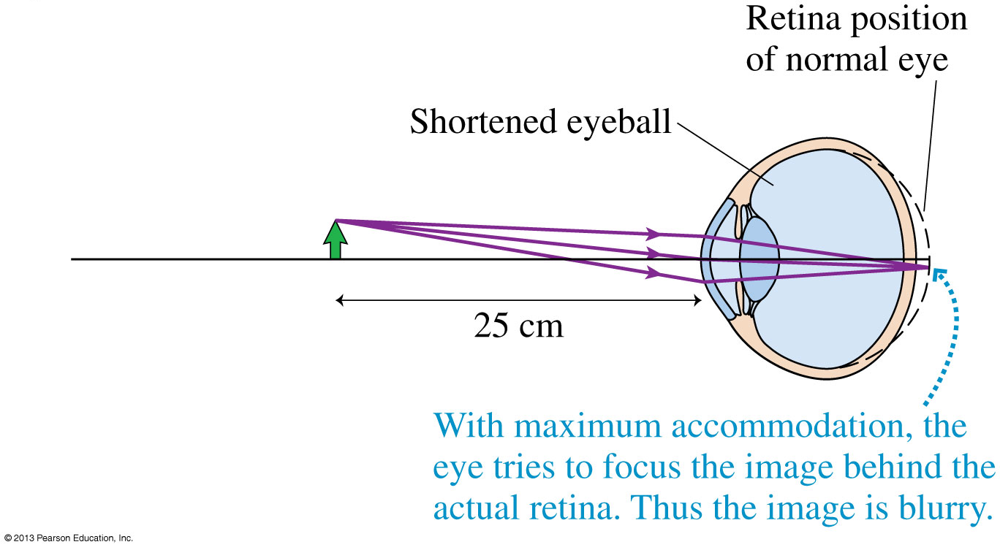 Retina position
of normal eye
Shortened eyeball
25 cm
With maximum accommodation, the
eye tries to focus the image behind the
actual retina. Thus the image is blurry.
© 2013 Pearson Education, Inc.